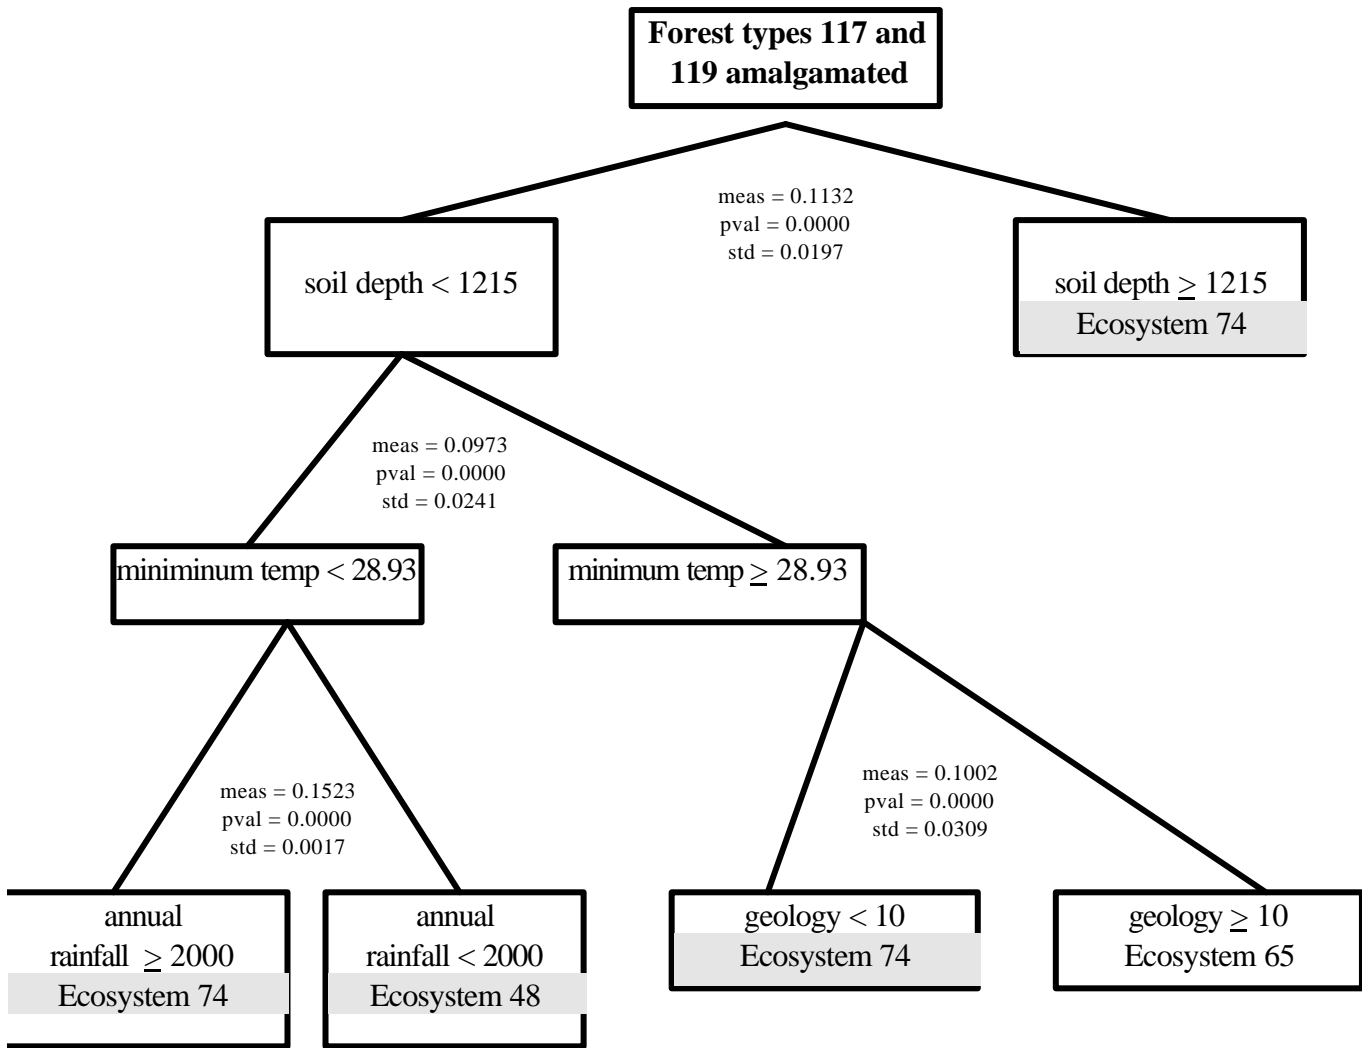 Forest types 117 and
119 amalgamated
meas = 0.1132
pval = 0.0000
std = 0.0197
soil depth < 1215
soil depth ≥ 1215
Ecosystem 74
meas = 0.0973
pval = 0.0000
std = 0.0241
miniminum temp < 28.93
minimum temp ≥ 28.93
meas = 0.1523
pval = 0.0000
std = 0.0017
meas = 0.1002
pval = 0.0000
std = 0.0309
annual
rainfall ≥ 2000
Ecosystem 74
annual
rainfall < 2000
Ecosystem 48
geology < 10
Ecosystem 74
geology ≥ 10
Ecosystem 65